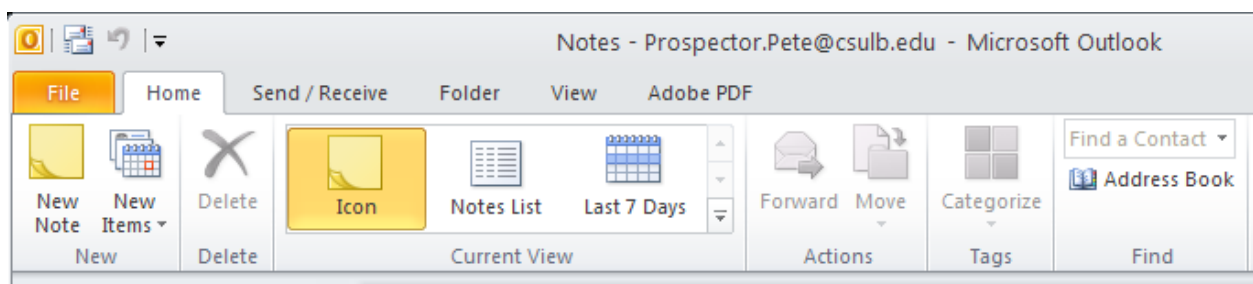 Notes - Prospector.Pete@csulb.edu - Microsoft Outlook
File Home Send / Receive Folder View Adobe PDF
New Note
New Items
Delete
Icon
Notes List
Last 7 Days
Forward
Move
Categorize
Find a Contact
Address Book
New Delete Current View Actions Tags Find